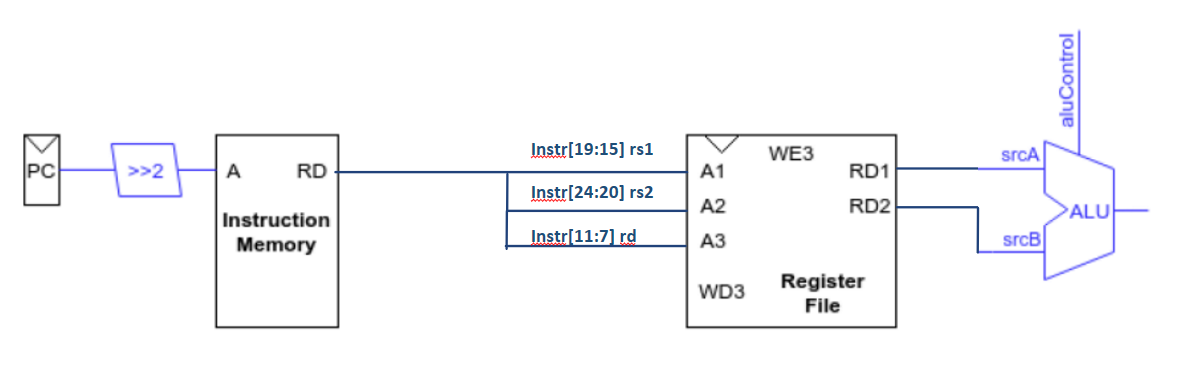 aluControl
Instr[19:15] rs1
WE3
srcA
PC
>>2
A
RD
A1
RD1
Instr[24:20] rs2
A2
RD2
Instruction
Memory
ALU
Instr[11:7] rd
A3
srcB
WD3
Register
File